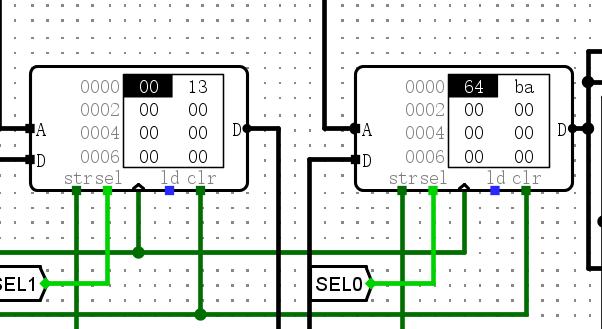 0000 00 13
0002 00 00
A 0004 00 00 D
D 0006 00 00
str sel ld clr
SEL1
0000 64 ba
0002 00 00
A 0004 00 00 D
D 0006 00 00
str sel ld clr
SEL0